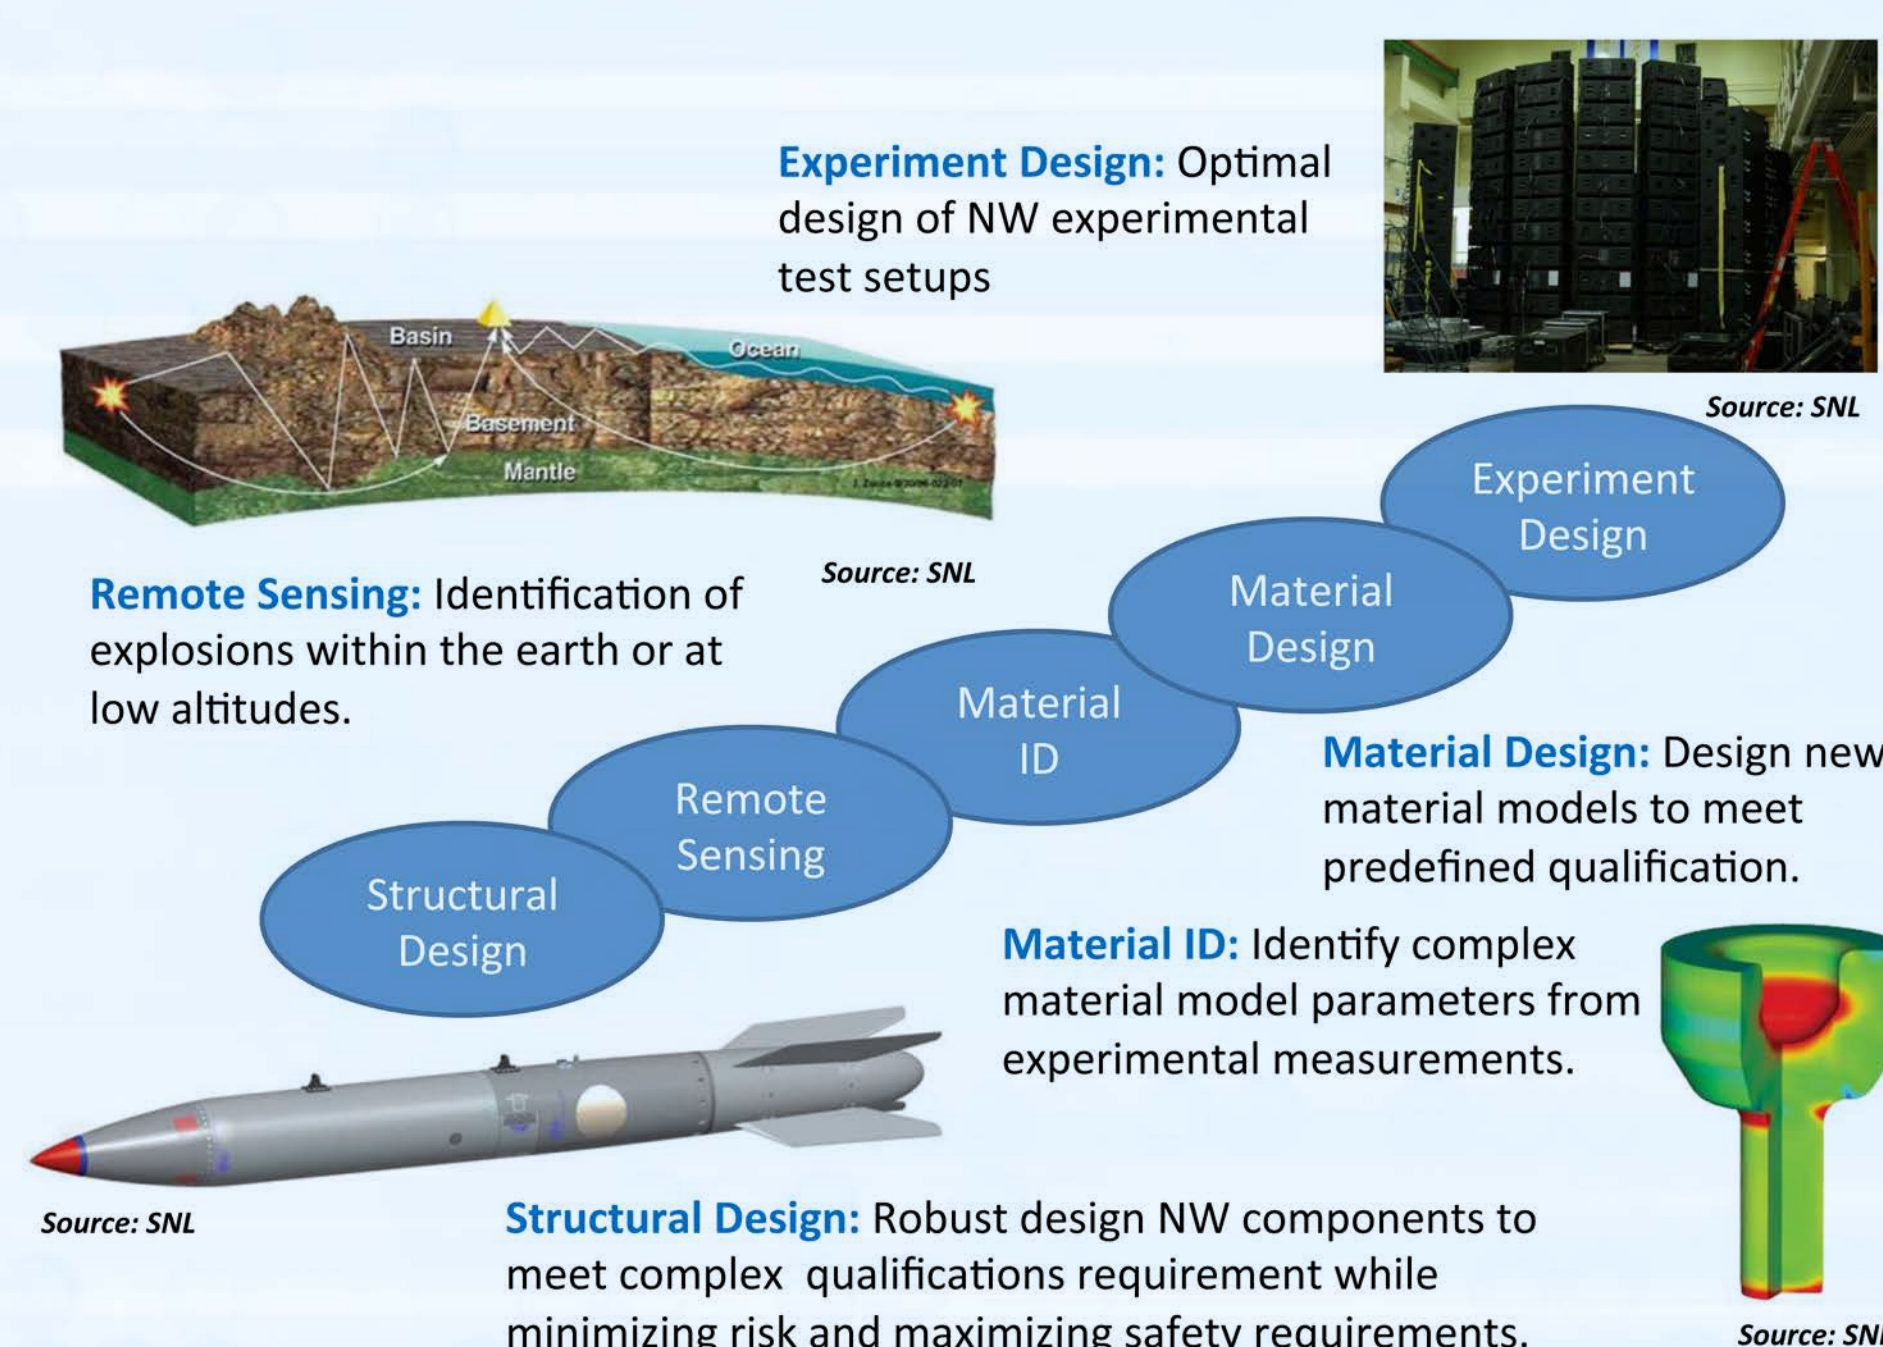 Experiment Design: Optimal
design of NW experimental
test setups
Source: SNL
Basin
Ocean
Basement
Mantle
Source: SNL
Remote Sensing: Identification of
explosions within the earth or at
low altitudes.
Experiment
Design
Material
Design
Material
ID
Remote
Sensing
Structural
Design
Material Design: Design new
material models to meet
predefined qualification.
Material ID: Identify complex
material model parameters from
experimental measurements.
Source: SNL
Structural Design: Robust design NW components to
meet complex qualifications requirement while
minimizing risk and maximizing safety requirements.
Source: SNL